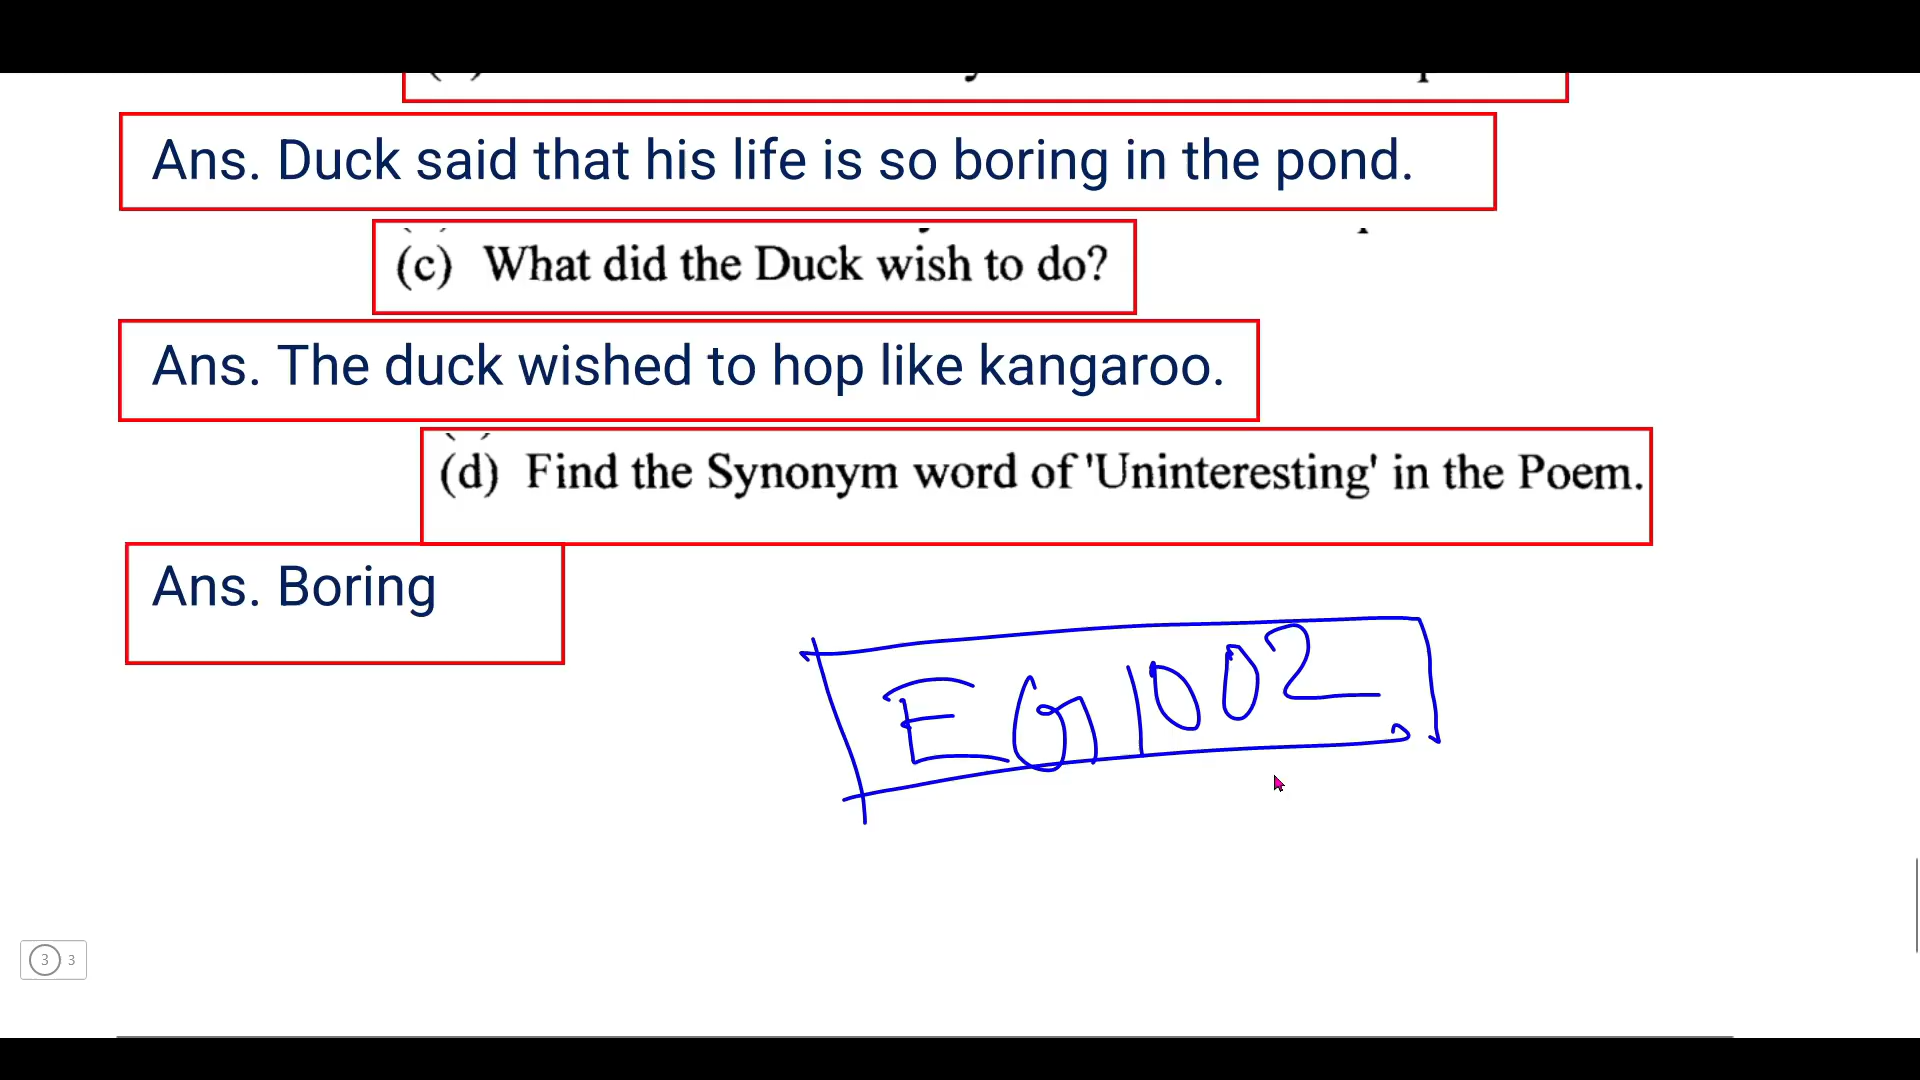 Ans. Duck said that his life is so boring in the pond.
(c) What did the Duck wish to do?
Ans. The duck wished to hop like kangaroo.
(d) Find the Synonym word of 'Uninteresting' in the Poem.
Ans. Boring
EG1002
3 3